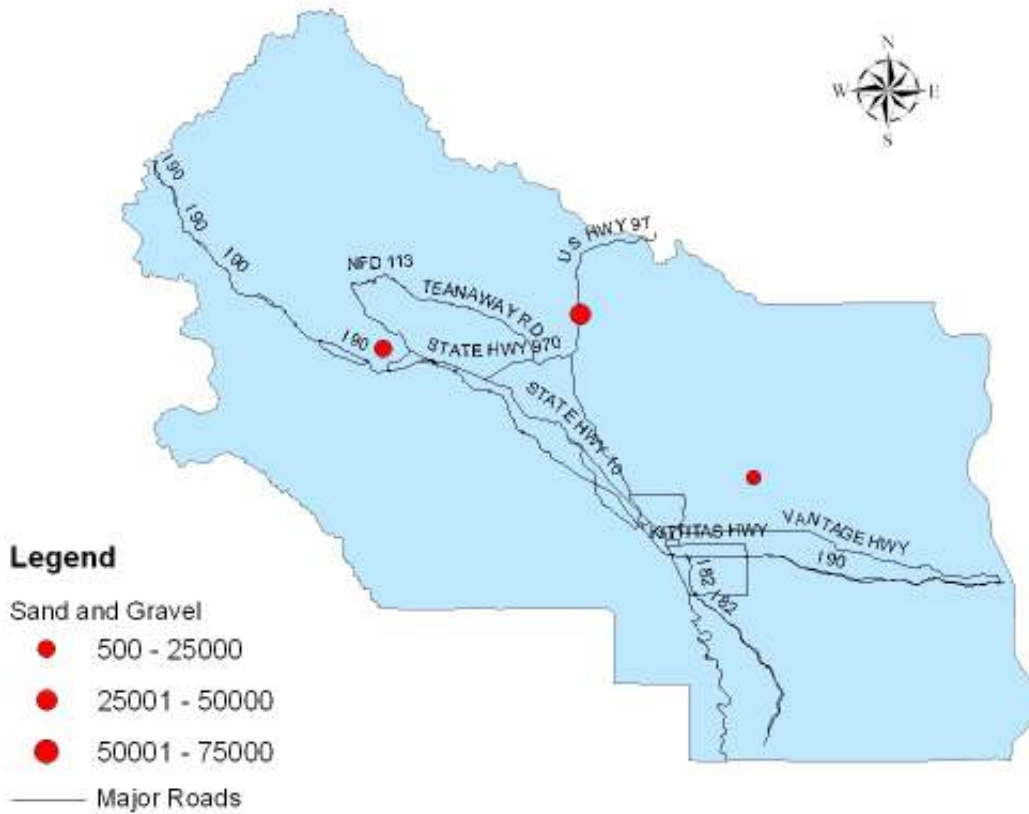 N
W
E
S
I 90
I 90
I 90
US HWY 97
NFD 113
TEANAWAY RD
I 90
STATE HWY 970
STATE HWY 10
KITTITAS HWY
VANTAGE HWY
I 90
I 82
I 82
Legend
Sand and Gravel
500 - 25000
25001 - 50000
50001 - 75000
Major Roads